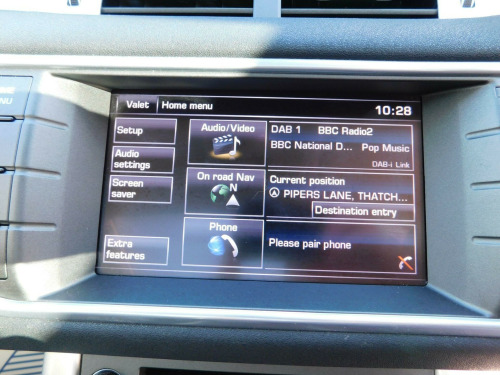 Valet Home menu 10:28
Setup
Audio
settings
Screen
saver
Extra
features
Audio/Video
On road Nav
N
Phone
DAB 1 BBC Radio2
BBC National D... Pop Music
DAB-i Link
Current position
PIPERS LANE, THATCH...
Destination entry
Please pair phone
MENU